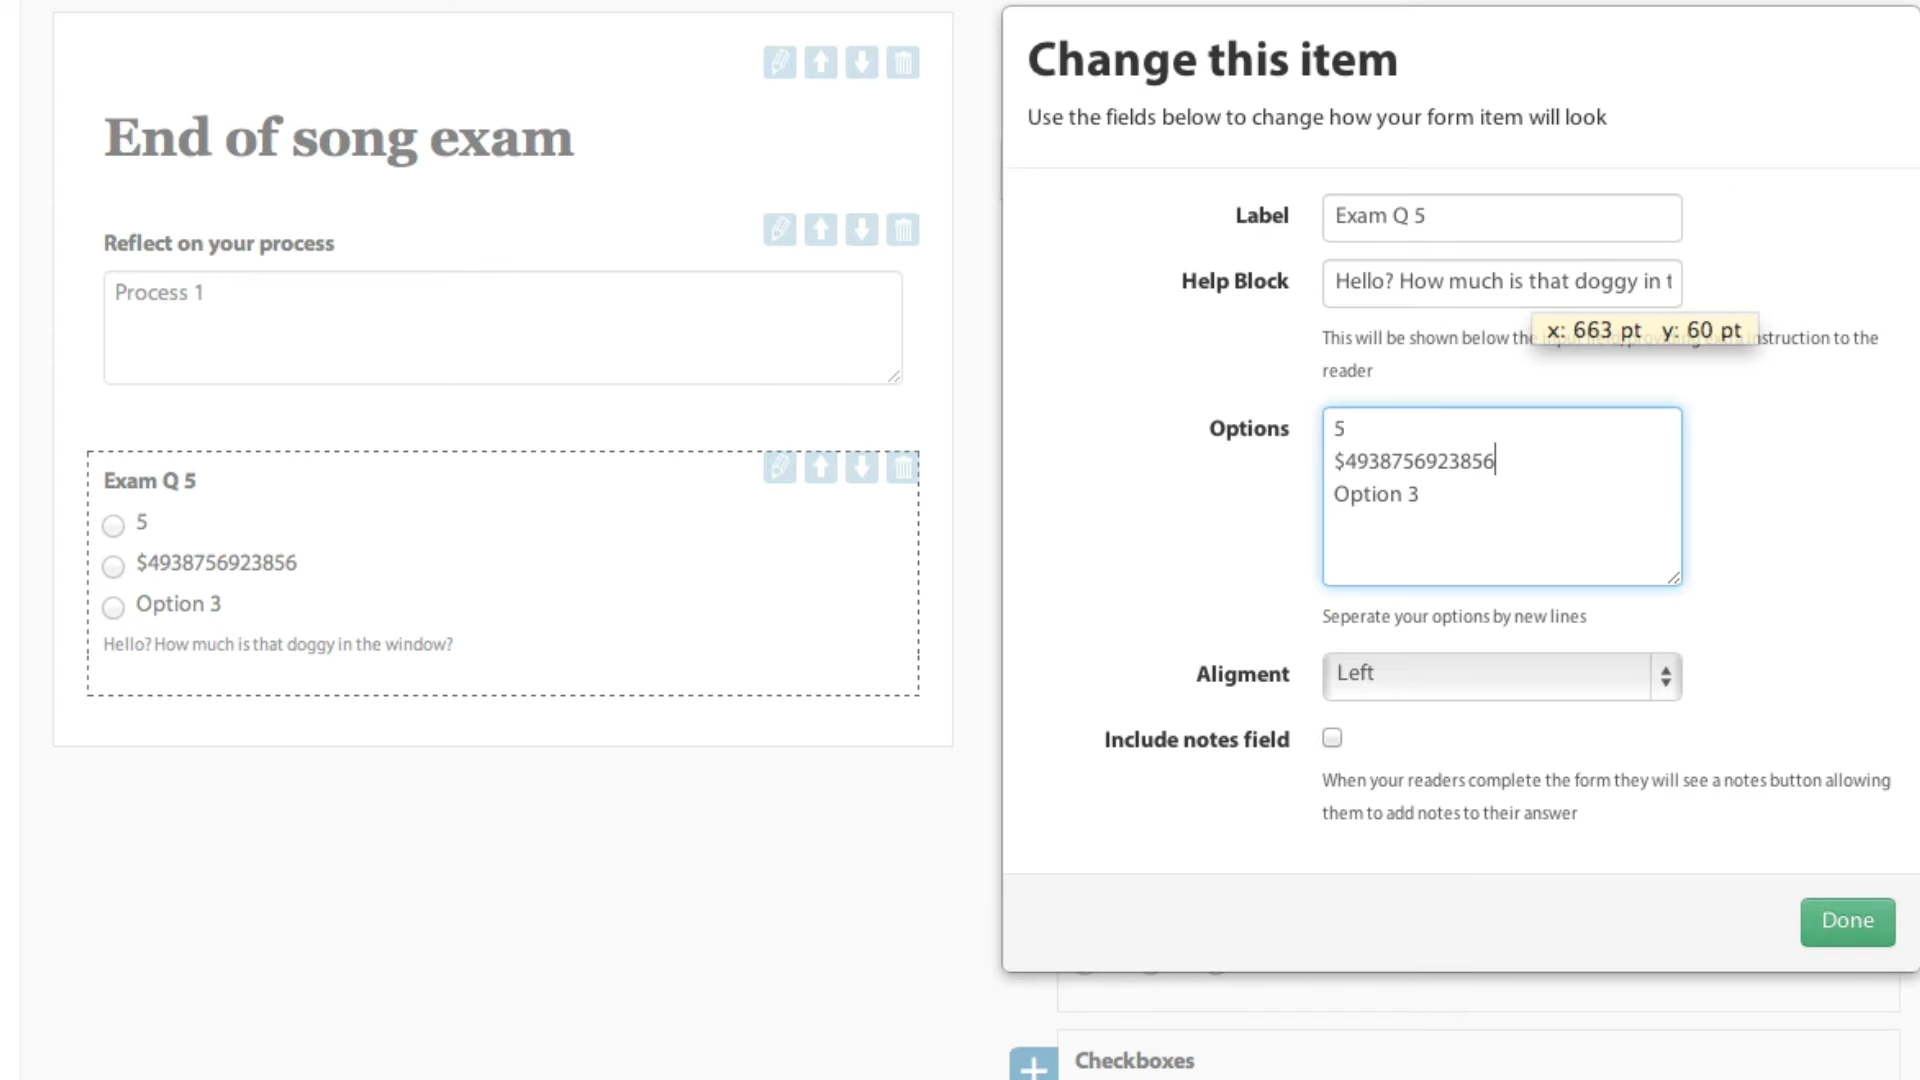 End of song exam
Reflect on your process
Process 1
Exam Q 5
5
$4938756923856
Option 3
Hello? How much is that doggy in the window?
Change this item
Use the fields below to change how your form item will look
Label
Exam Q 5
Help Block
Hello? How much is that doggy in t
x: 663 pt y: 60 pt
This will be shown below the nstruction to the
reader
Options
5
$4938756923856
Option 3
Seperate your options by new lines
Aligment
Left
Include notes field
When your readers complete the form they will see a notes button allowing
them to add notes to their answer
Done
Checkboxes